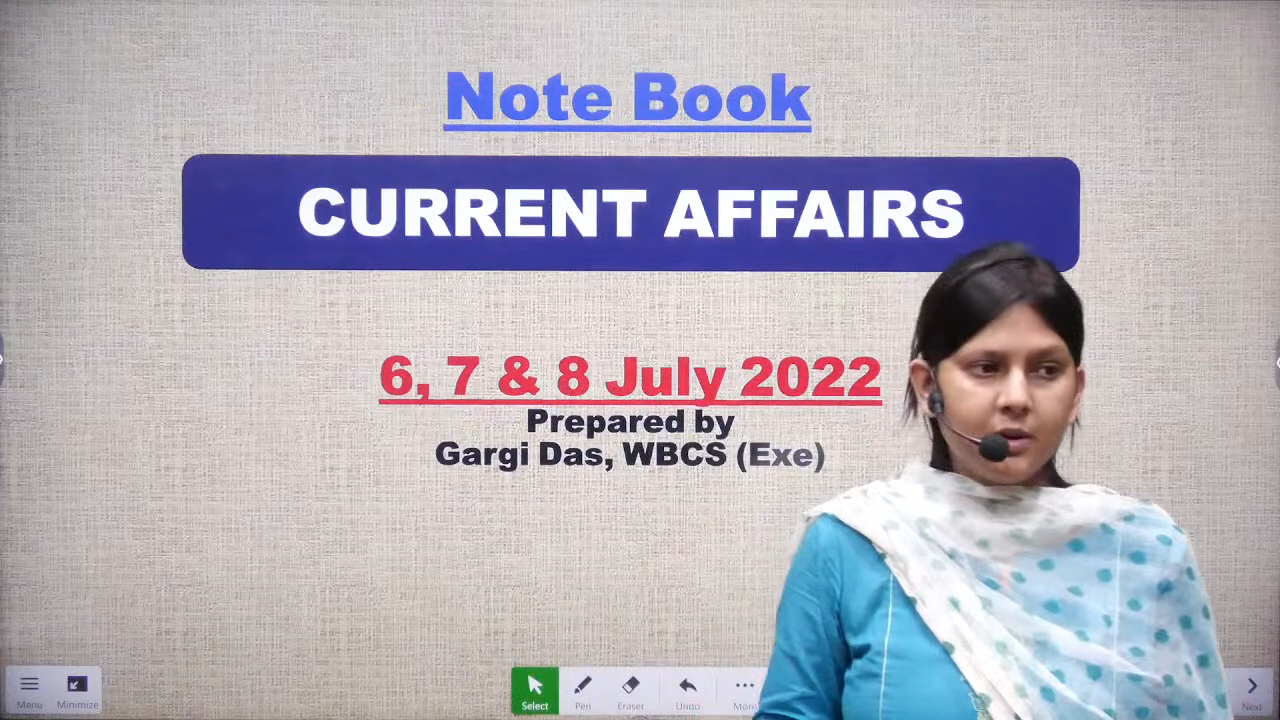 Note Book
CURRENT AFFAIRS
6, 7 & 8 July 2022
Prepared by
Gargi Das, WBCS (Exe)
Menu
Minimize
Select
Pen
Eraser
Undo
More
Next